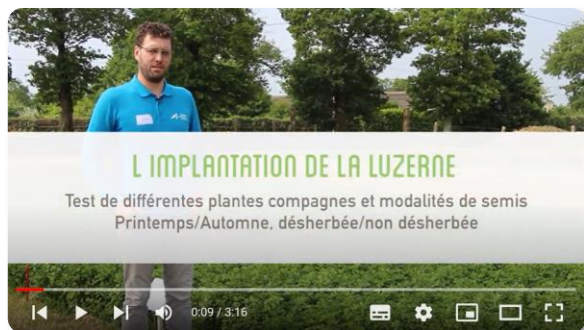 L IMPLANTATION DE LA LUZERNE
Test de différentes plantes compagnes et modalités de semis
Printemps/Automne, désherbée/non désherbée
0:09 / 3:16